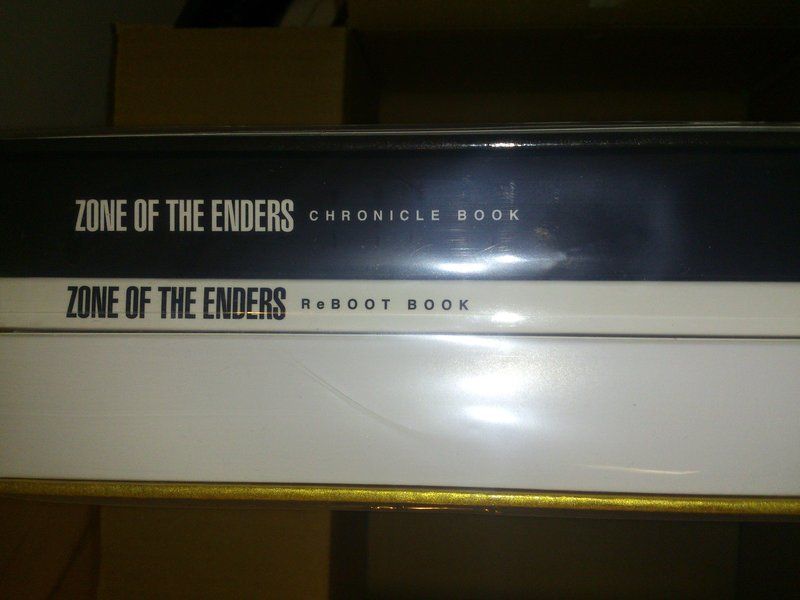 ZONE OF THE ENDERS CHRONICLE BOOK
ZONE OF THE ENDERS ReBOOT BOOK